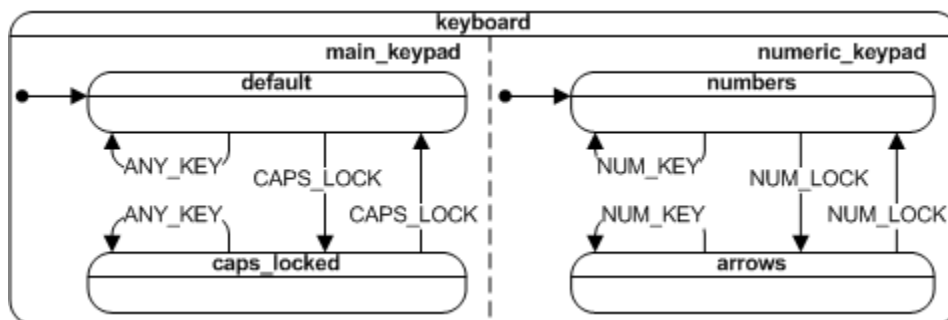 keyboard
main_keypad
numeric_keypad
default
numbers
ANY_KEY
NUM_KEY
CAPS_LOCK
NUM_LOCK
ANY_KEY
CAPS_LOCK
NUM_KEY
NUM_LOCK
caps_locked
arrows